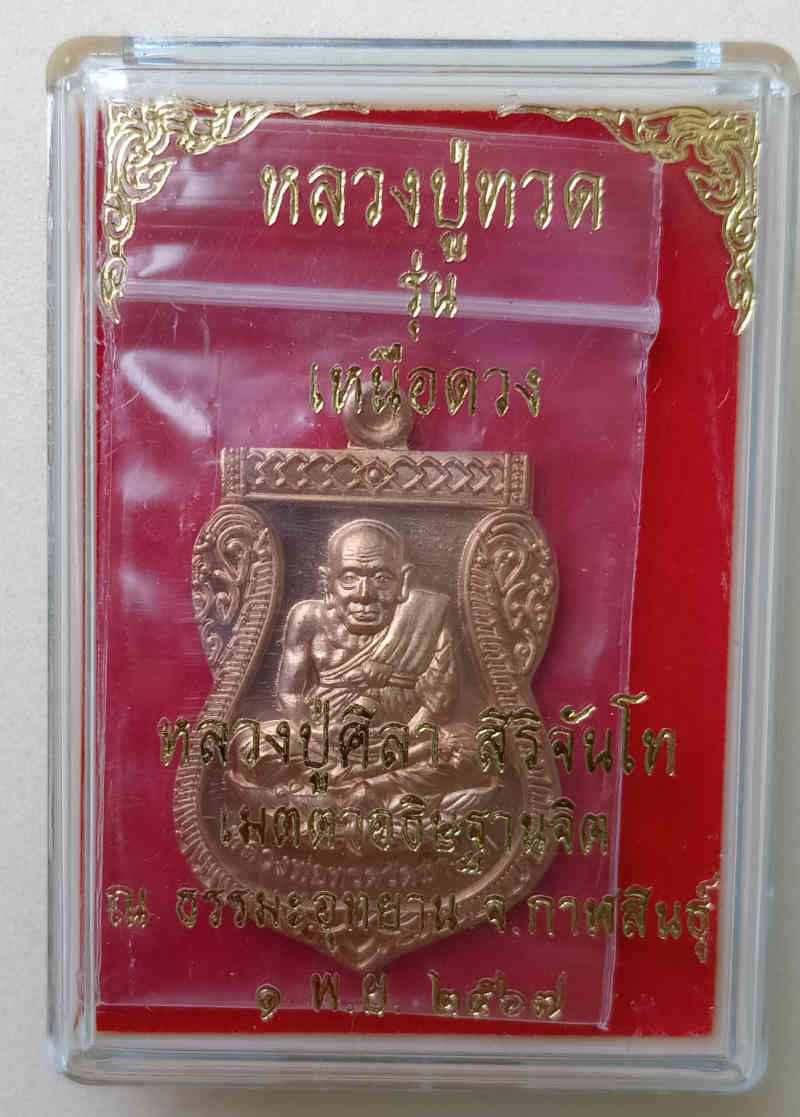 หลวงปู่ทวด
รุ่น
เหนือดวง
หลวงปู่ศิลา สิริจันโท
เมตตาอธิษฐานจิต
ณ ธรรมะอุทยาน จ.กาฬสินธุ์
๑ พ.ย. ๒๕๖๗